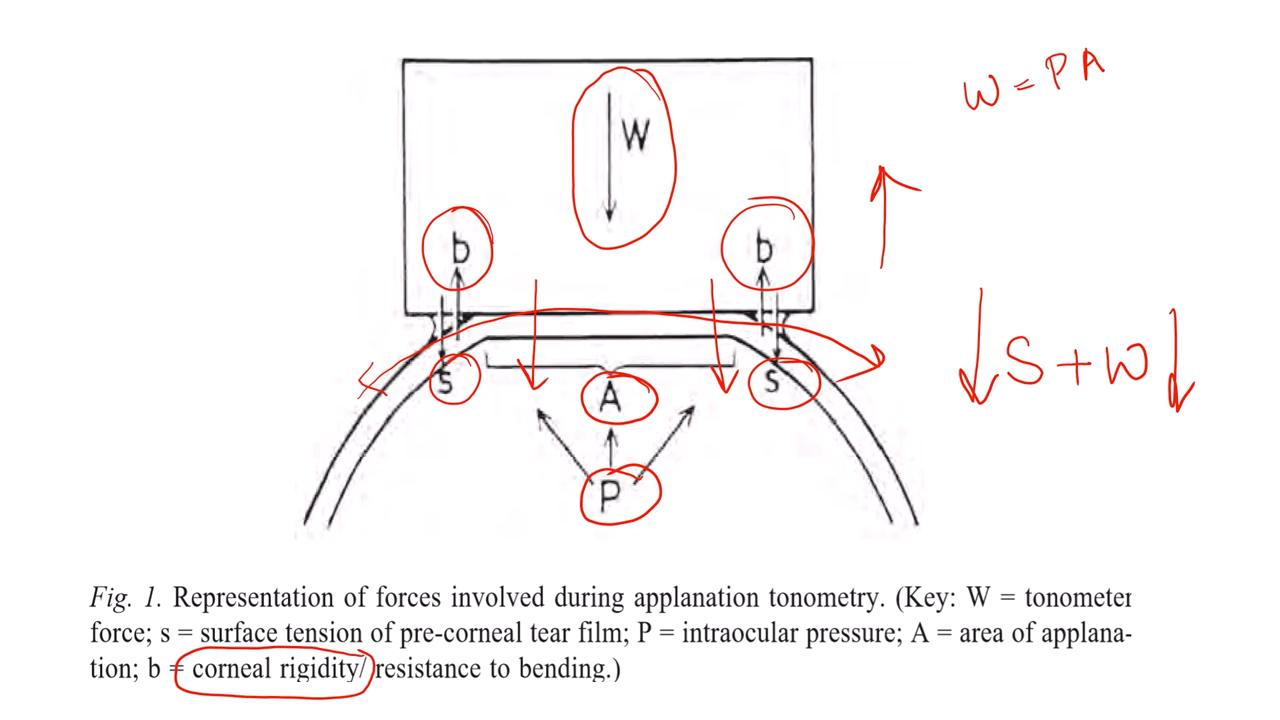 W = P A
W
b b
S + W
s s
A
P
Fig. 1. Representation of forces involved during applanation tonometry. (Key: W = tonometer
force; s = surface tension of pre-corneal tear film; P = intraocular pressure; A = area of applana-
tion; b = corneal rigidity/ resistance to bending.)